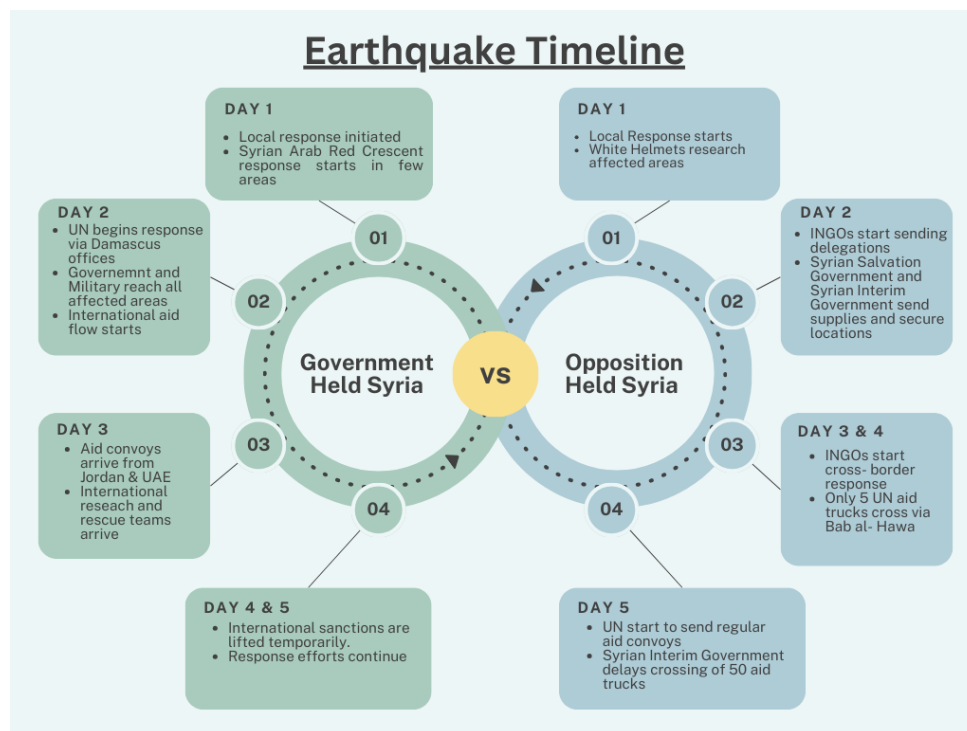 Earthquake Timeline
DAY 1
• Local response initiated
• Syrian Arab Red Crescent
response starts in few
areas
DAY 2
• UN begins response
via Damascus
offices
• Governemnt and
Military reach all
affected areas
• International aid
flow starts
DAY 3
• Aid convoys
arrive from
Jordan & UAE
• International
reseach and
rescue teams
arrive
DAY 4 & 5
• International sanctions are
lifted temporarily.
• Response efforts continue
01
02
03
04
Government
Held Syria
VS
Opposition
Held Syria
01
02
03
04
DAY 1
• Local Response starts
• White Helmets research
affected areas
DAY 2
• INGOs start sending
delegations
• Syrian Salvation
Government and
Syrian Interim
Government send
supplies and secure
locations
DAY 3 & 4
• INGOs start
cross- border
response
• Only 5 UN aid
trucks cross via
Bab al- Hawa
DAY 5
• UN start to send regular
aid convoys
• Syrian Interim Government
delays crossing of 50 aid
trucks